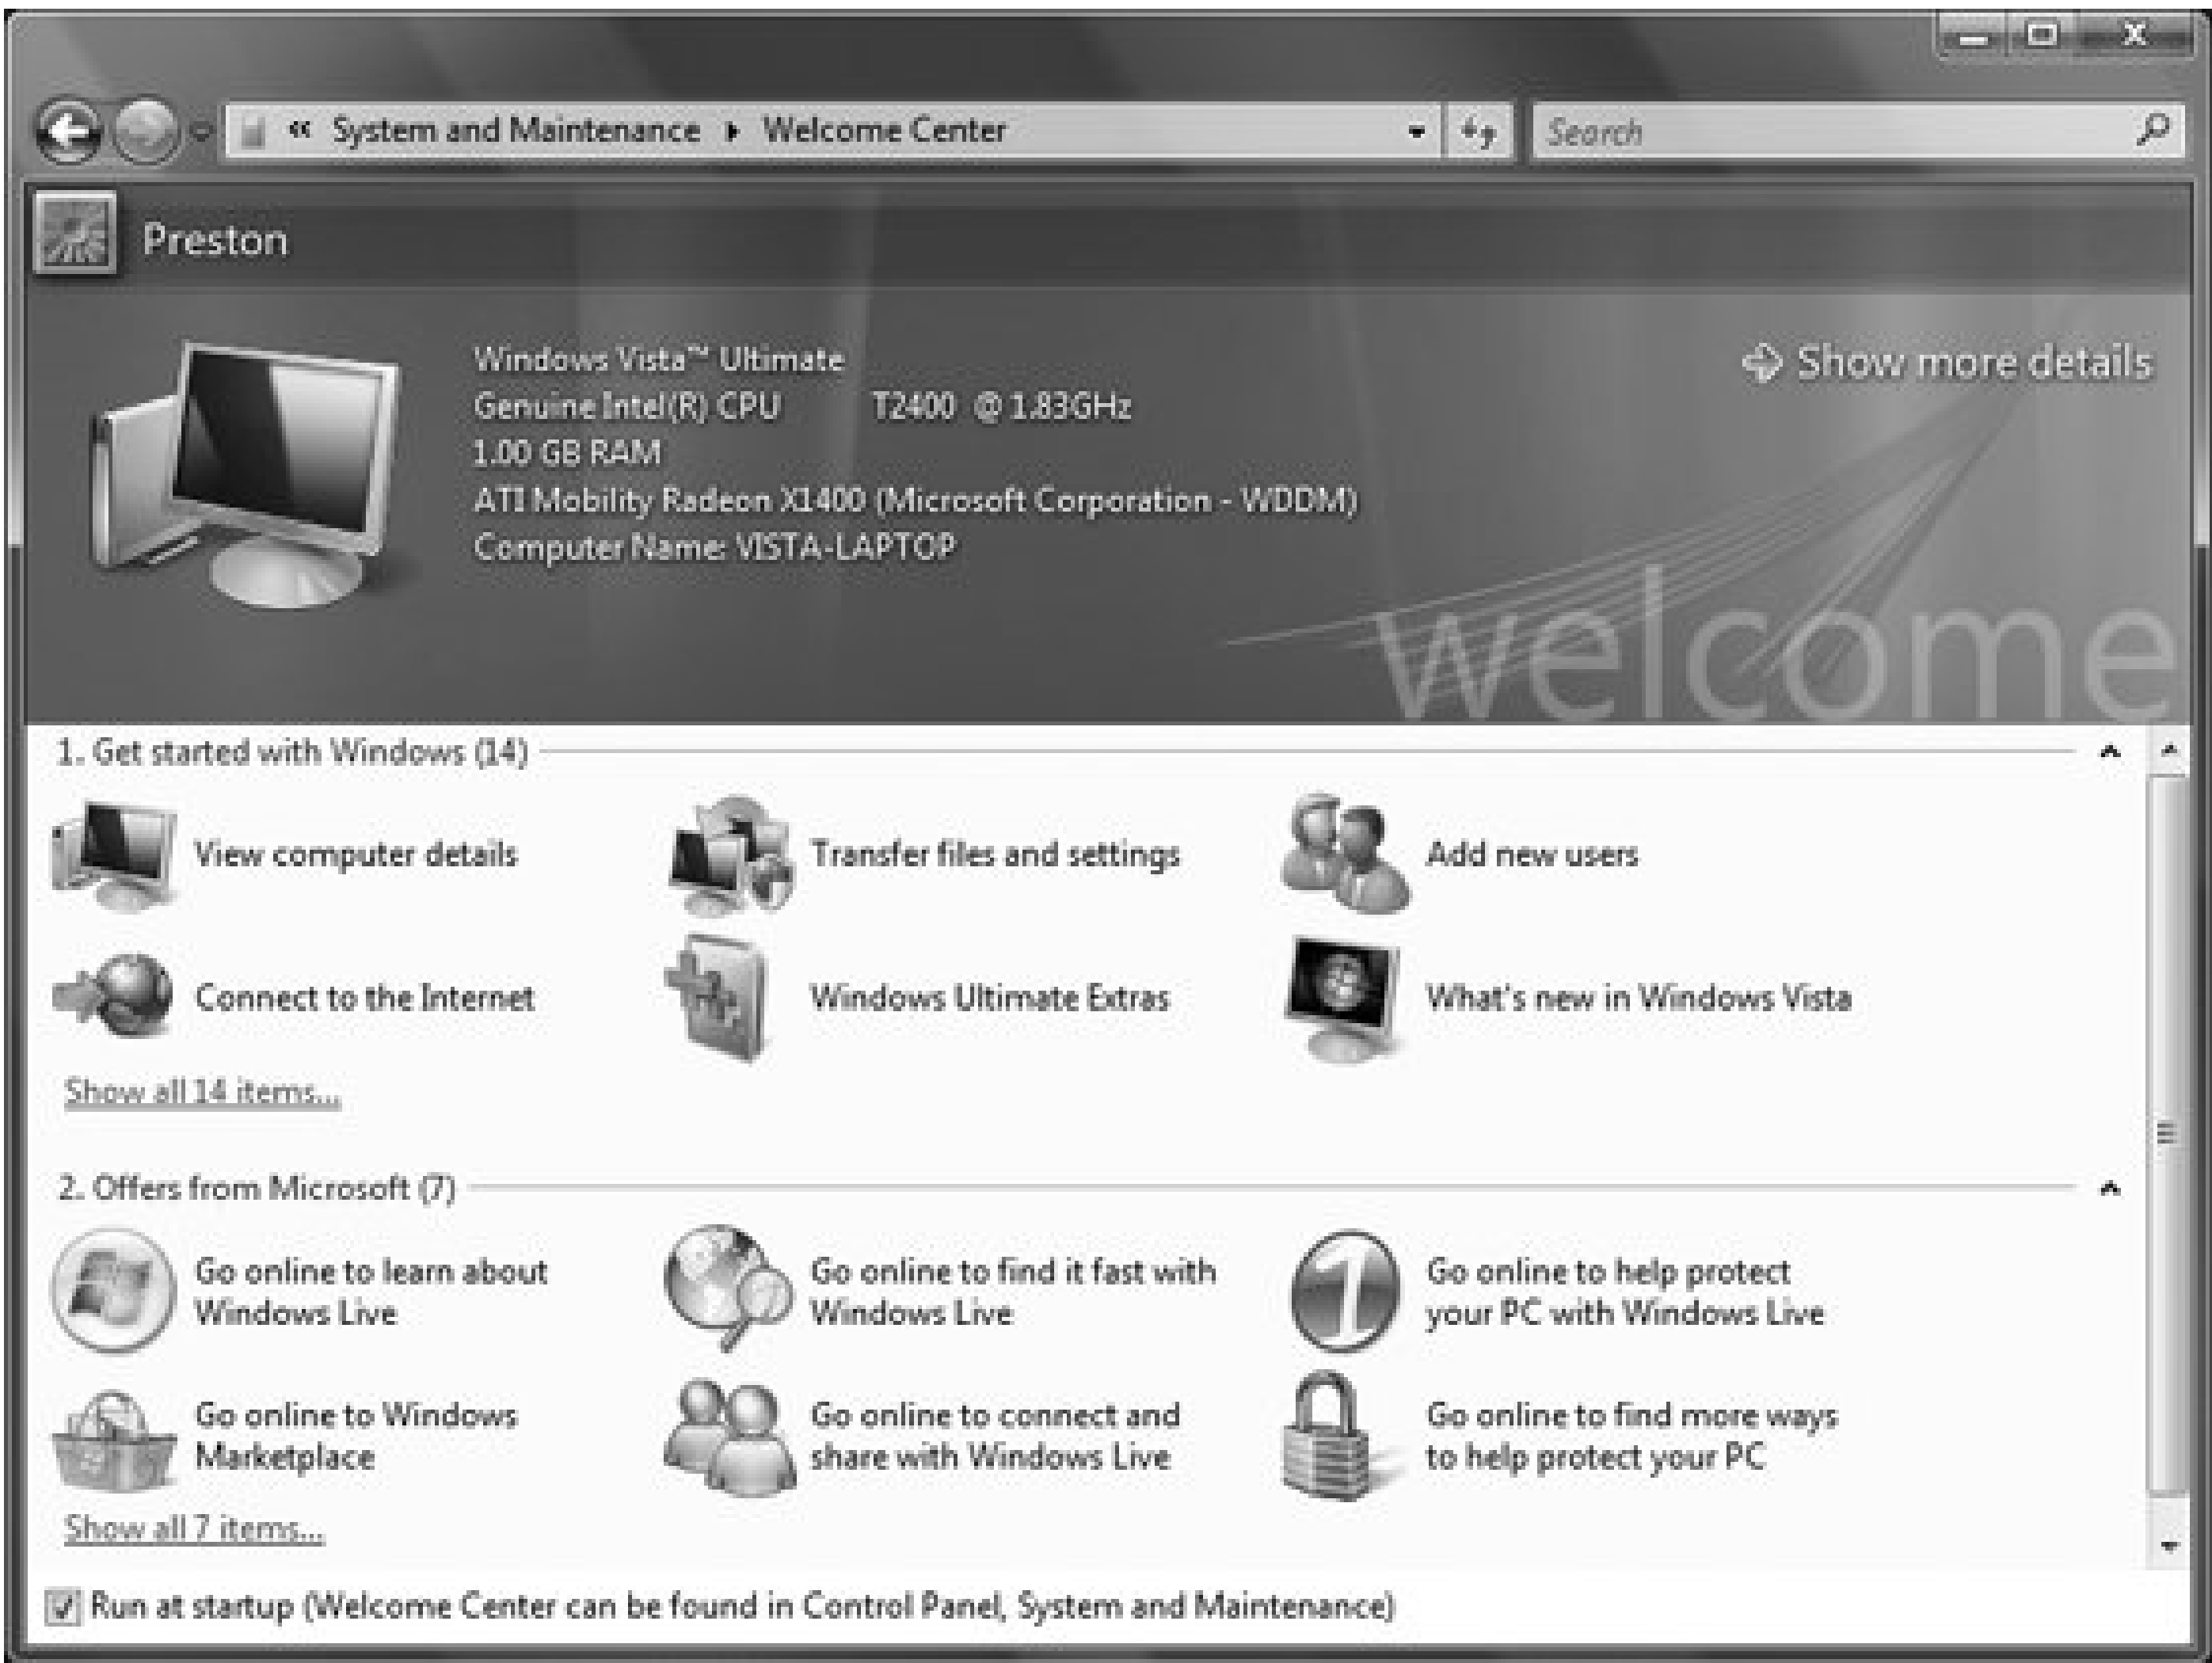 « System and Maintenance ▸ Welcome Center
Search
Preston
Windows Vista™ Ultimate
Genuine Intel(R) CPU T2400 @ 1.83GHz
1.00 GB RAM
ATI Mobility Radeon X1400 (Microsoft Corporation - WDDM)
Computer Name: VISTA-LAPTOP
Show more details
welcome
1. Get started with Windows (14)
View computer details
Transfer files and settings
Add new users
Connect to the Internet
Windows Ultimate Extras
What's new in Windows Vista
Show all 14 items...
2. Offers from Microsoft (7)
Go online to learn about
Windows Live
Go online to find it fast with
Windows Live
1
Go online to help protect
your PC with Windows Live
Go online to Windows
Marketplace
Go online to connect and
share with Windows Live
Go online to find more ways
to help protect your PC
Show all 7 items...
Run at startup (Welcome Center can be found in Control Panel, System and Maintenance)